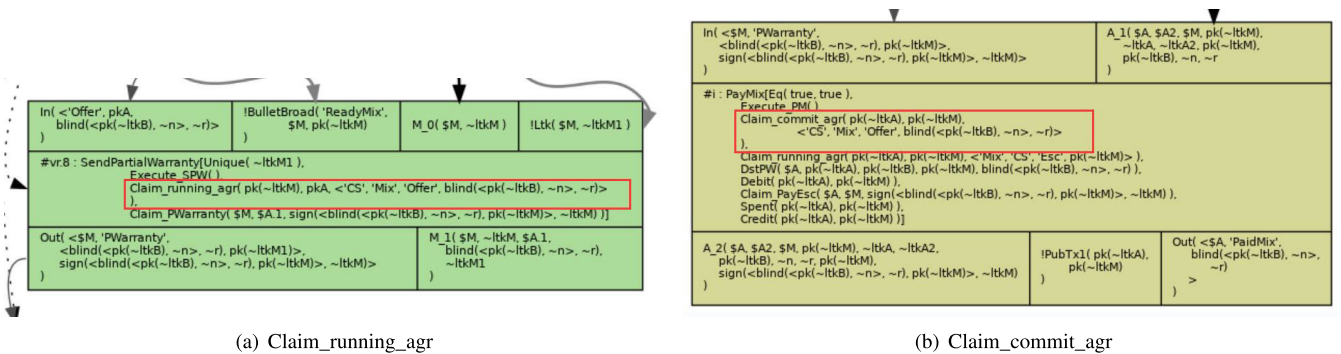 In( <'Offer', pkA,
blind(<pk(~ltkB), ~n>, ~r)>
)
!BulletBroad( 'ReadyMix',
$M, pk(~ltkM)
)
M_0( $M, ~ltkM )
!Ltk( $M, ~ltkM1 )
#vr.8 : SendPartialWarranty[Unique( ~ltkM1 ),
Execute_SPW( ),
Claim_running_agr( pk(~ltkM), pkA, <'CS', 'Mix', 'Offer', blind(<pk(~ltkB), ~n>, ~r)>
),
Claim_PWarranty( $M, $A.1, sign(<blind(<pk(~ltkB), ~n>, ~r), pk(~ltkM)>, ~ltkM) )]
Out( <$M, 'PWarranty',
<blind(<pk(~ltkB), ~n>, ~r), pk(~ltkM1)>,
sign(<blind(<pk(~ltkB), ~n>, ~r), pk(~ltkM)>, ~ltkM)>
)
M_1( $M, ~ltkM, $A.1,
blind(<pk(~ltkB), ~n>, ~r),
~ltkM1
)
(a) Claim_running_agr
In( <$M, 'PWarranty',
<blind(<pk(~ltkB), ~n>, ~r), pk(~ltkM)>,
sign(<blind(<pk(~ltkB), ~n>, ~r), pk(~ltkM)>, ~ltkM)>
)
A_1( $A, $A2, $M, pk(~ltkM),
~ltkA, ~ltkA2, pk(~ltkM),
pk(~ltkB), ~n, ~r
)
#i : PayMix[Eq( true, true ),
Execute_PM( ),
Claim_commit_agr( pk(~ltkA), pk(~ltkM),
<'CS', 'Mix', 'Offer', blind(<pk(~ltkB), ~n>, ~r)>
),
Claim_running_agr( pk(~ltkA), pk(~ltkM), <'Mix', 'CS', 'Esc', pk(~ltkM)> ),
DstPW( $A, pk(~ltkA), pk(~ltkB), pk(~ltkM), blind(<pk(~ltkB), ~n>, ~r) ),
Debit( pk(~ltkA), pk(~ltkM) ),
Claim_PayEsc( $A, $M, sign(<blind(<pk(~ltkB), ~n>, ~r), pk(~ltkM)>, ~ltkM) ),
Spent( pk(~ltkA), pk(~ltkM) ),
Credit( pk(~ltkA), pk(~ltkM) )]
A_2( $A, $A2, $M, pk(~ltkM), ~ltkA, ~ltkA2,
pk(~ltkB), ~n, ~r, pk(~ltkM),
sign(<blind(<pk(~ltkB), ~n>, ~r), pk(~ltkM)>, ~ltkM)
)
!PubTx1( pk(~ltkA),
pk(~ltkM)
)
Out( <$A, 'PaidMix',
blind(<pk(~ltkB), ~n>,
~r)
>
)
(b) Claim_commit_agr